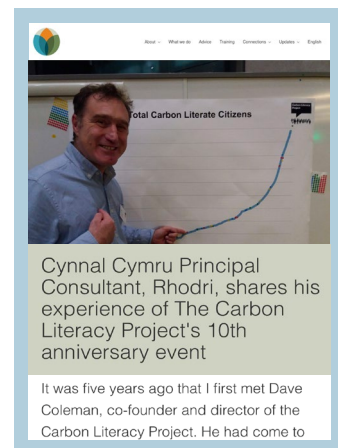 About
What we do
Advice
Training
Connections
Updates
English
Total Carbon Literate Citizens
Cynnal Cymru Principal
Consultant, Rhodri, shares his
experience of The Carbon
Literacy Project's 10th
anniversary event
It was five years ago that I first met Dave
Coleman, co-founder and director of the
Carbon Literacy Project. He had come to